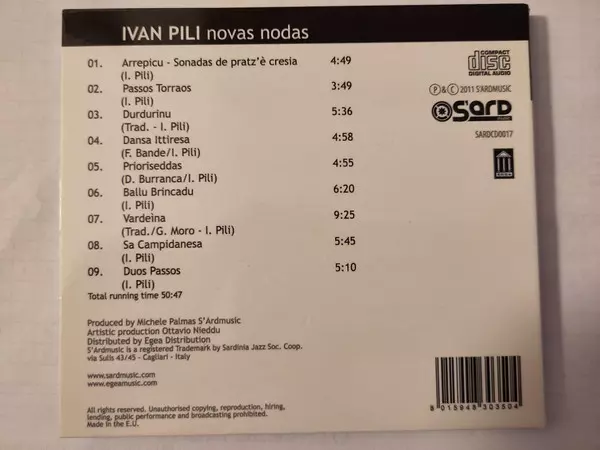 IVAN PILI novas nodas
01. Arrepicu - Sonadas de pratz'è cresia 4:49
(I. Pili)
02. Passos Torraos 3:49
(I. Pili)
03. Durdurinu 5:36
(Trad. - I. Pili)
04. Dansa Ittiresa 4:58
(F. Bande/I. Pili)
05. Prioriseddas 4:55
(D. Burranca/I. Pili)
06. Ballu Brincadu 6:20
(I. Pili)
07. Vardeìna 9:25
(Trad./G. Moro - I. Pili)
08. Sa Campidanesa 5:45
(I. Pili)
09. Duos Passos 5:10
(I. Pili)
Total running time 50:47
Produced by Michele Palmas S'Ardmusic
Artistic production Ottavio Nieddu
Distributed by Egea Distribution
S'Ardmusic is a registered Trademark by Sardinia Jazz Soc. Coop.
via Sulis 43/45 - Cagliari - Italy
www.sardmusic.com
www.egeamusic.com
All rights reserved. Unauthorised copying, reproduction, hiring,
lending, public performance and broadcasting prohibited.
Made in the E.U.
COMPACT
disc
DIGITAL AUDIO
Ⓟ & © 2011 S'ARDMUSIC
S'ARD
SARDCD0017
EGEA
8 015948 303504